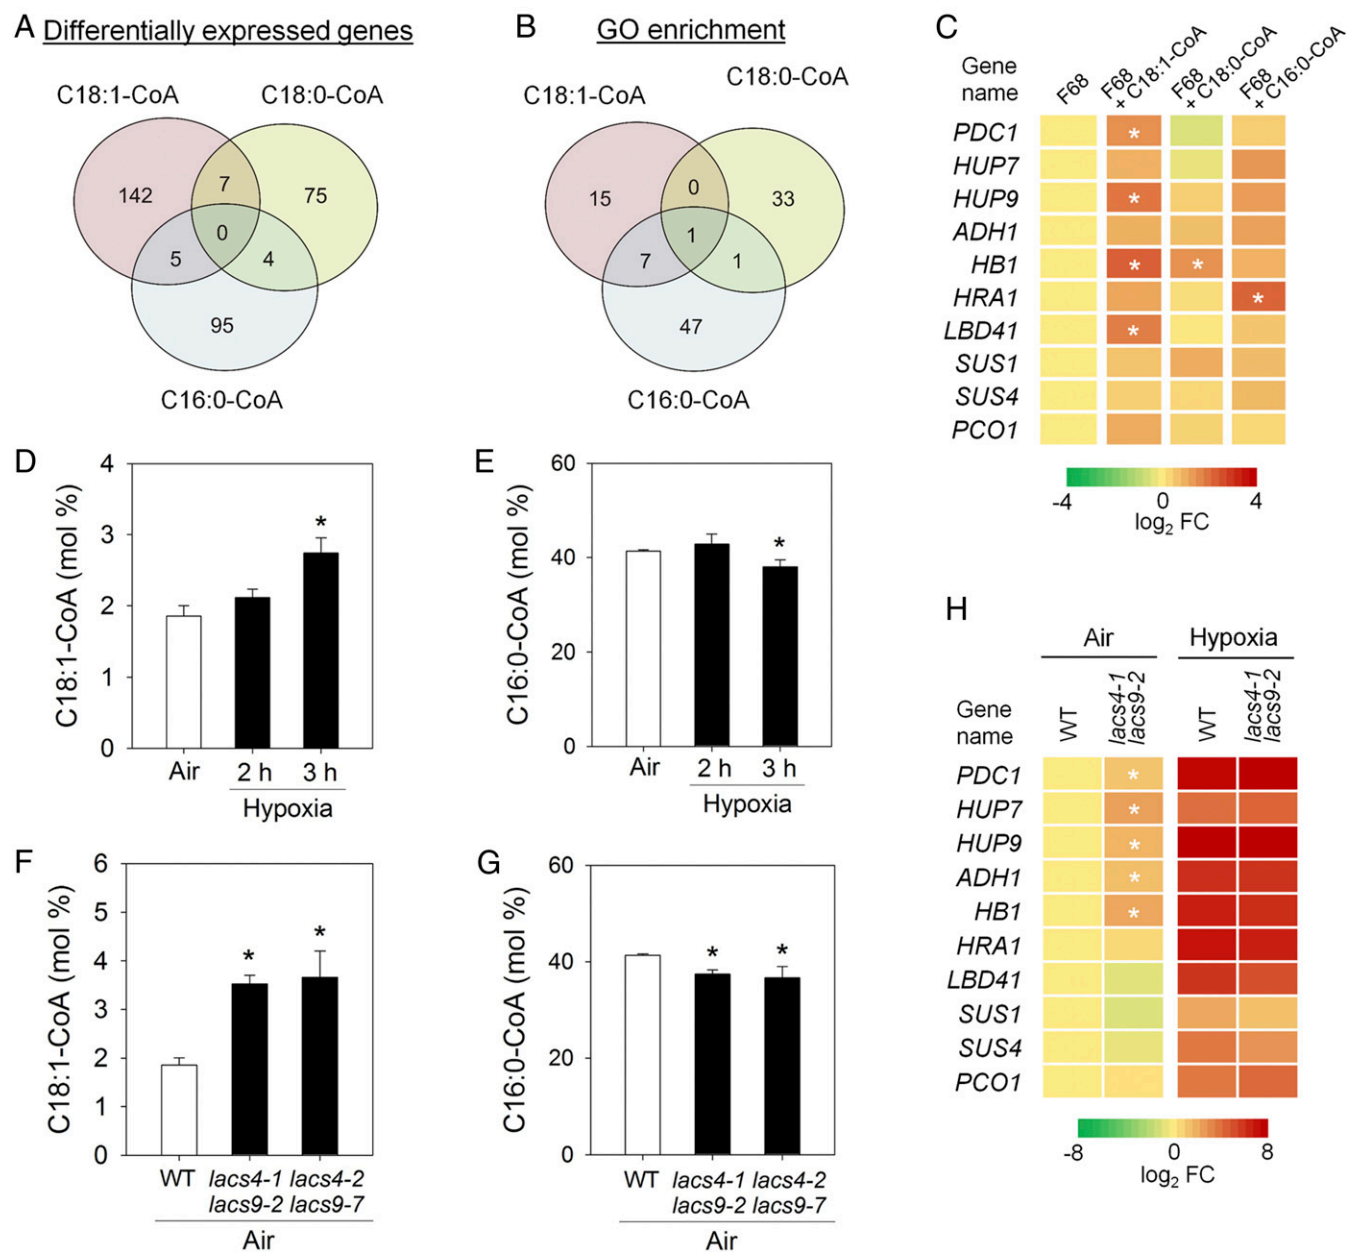 A Differentially expressed genes
C18:1-CoA C18:0-CoA
142 7 75
0
5 4
95
C16:0-CoA
B GO enrichment
C18:0-CoA
C18:1-CoA
15 0 33
1
7 1
47
C16:0-CoA
C
Gene name
F68
F68 + C18:1-CoA
F68 + C18:0-CoA
F68 + C16:0-CoA
PDC1 *
HUP7
HUP9 *
ADH1
HB1 * *
HRA1 *
LBD41 *
SUS1
SUS4
PCO1
-4 0 4
log₂ FC
D
C18:1-CoA (mol %)
4
3
2
1
0
*
Air 2 h 3 h
Hypoxia
E
C16:0-CoA (mol %)
60
40
20
0
*
Air 2 h 3 h
Hypoxia
F
C18:1-CoA (mol %)
6
5
4
3
2
1
0
* *
WT lacs4-1 lacs4-2
lacs9-2 lacs9-7
Air
G
C16:0-CoA (mol %)
60
40
20
0
* *
WT lacs4-1 lacs4-2
lacs9-2 lacs9-7
Air
H
Air Hypoxia
Gene name
WT
lacs4-1 lacs9-2
WT
lacs4-1 lacs9-2
PDC1 *
HUP7 *
HUP9 *
ADH1 *
HB1 *
HRA1
LBD41
SUS1
SUS4
PCO1
-8 0 8
log₂ FC